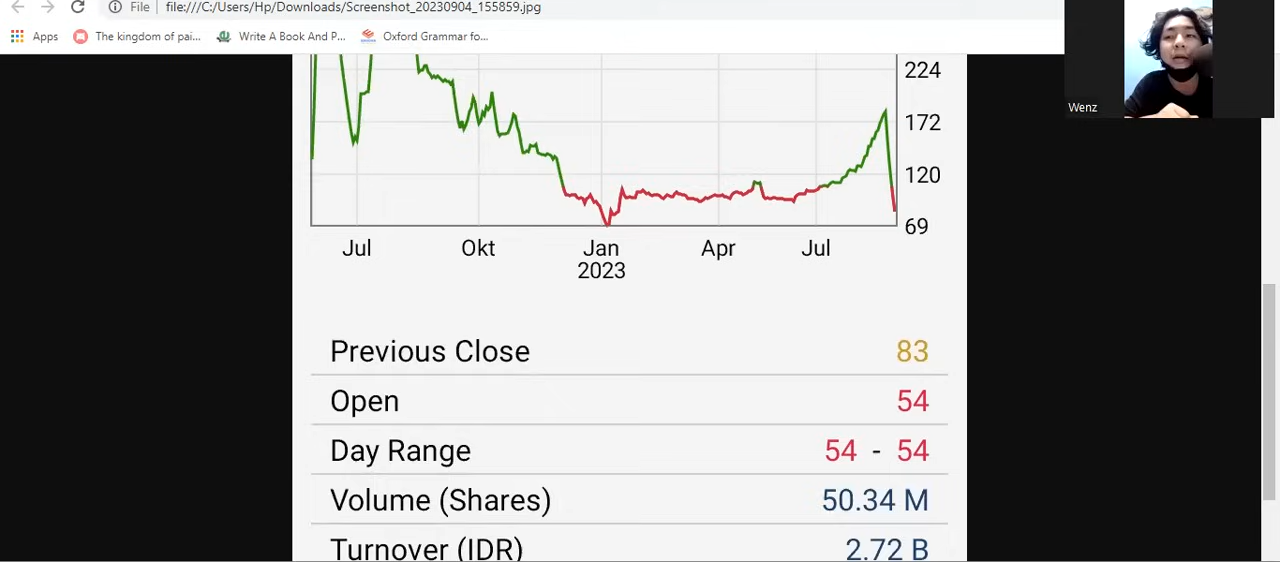 File | file:///C:/Users/Hp/Downloads/Screenshot_20230904_155859.jpg
Apps The kingdom of pai... Write A Book And P... Oxford Grammar fo...
Wenz
224
172
120
69
Jul Okt Jan Apr Jul
2023
Previous Close 83
Open 54
Day Range 54 - 54
Volume (Shares) 50.34 M
Turnover (IDR) 2.72 B